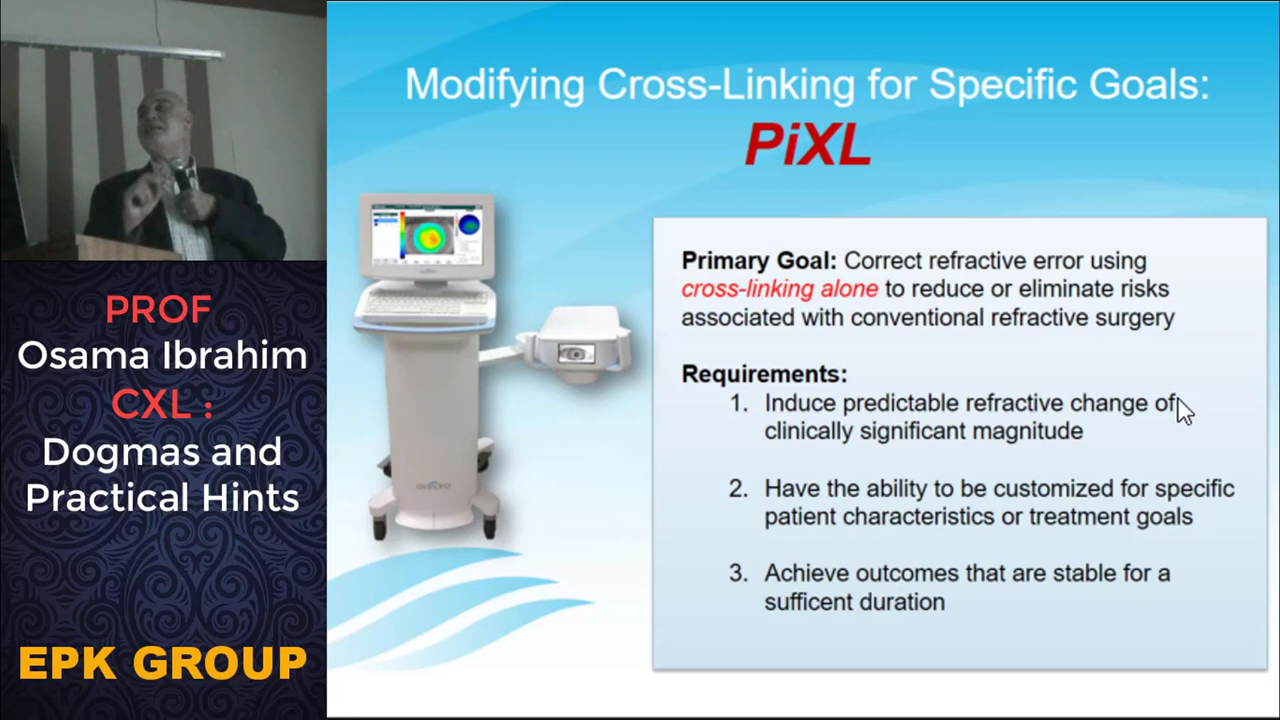 Modifying Cross-Linking for Specific Goals:
PiXL
Primary Goal: Correct refractive error using
cross-linking alone to reduce or eliminate risks
associated with conventional refractive surgery
Requirements:
1. Induce predictable refractive change of
clinically significant magnitude
2. Have the ability to be customized for specific
patient characteristics or treatment goals
3. Achieve outcomes that are stable for a
sufficent duration
PROF
Osama Ibrahim
CXL :
Dogmas and
Practical Hints
EPK GROUP